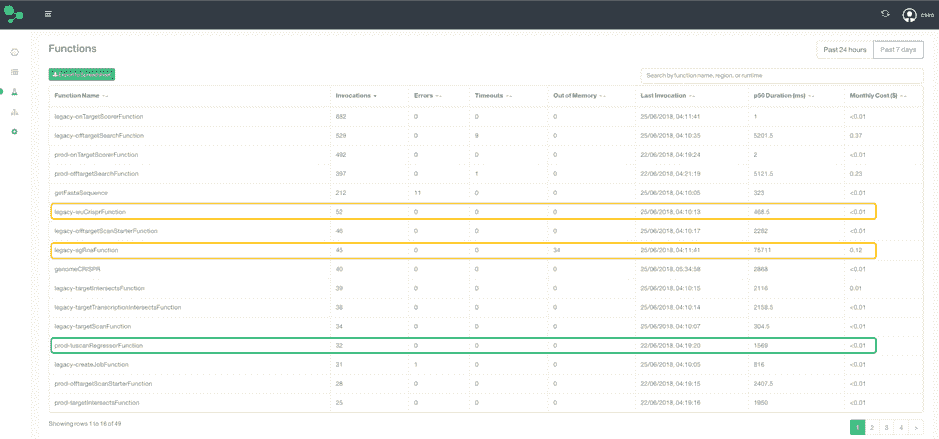 Functions
Past 24 hours Past 7 days
Search by function name, region, or runtime
Function Name Invocations Errors Timeouts Out of Memory Last Invocation p50 Duration (ms) Monthly Cost ($)
legacy-onTargetScorerFunction 0 0 0 25/06/2018, 04:11:41 1 <0.01
legacy-offtargetSearchFunction 529 0 8 0 25/06/2018, 04:10:35 5201.5 0.37
prod-onTargetScorerFunction 492 0 0 0 22/06/2018, 04:19:24 2 <0.01
prod-offtargetSearchFunction 397 0 1 0 22/06/2018, 04:21:19 5121.5 0.23
getFastaSequence 212 11 0 0 25/06/2018, 04:10:05 323 <0.01
legacy-wuCrisprFunction 52 0 0 0 25/06/2018, 04:10:13 468.5 <0.01
legacy-offtargetScanStarterFunction 46 0 0 0 25/06/2018, 04:10:17 2282 <0.01
legacy-sgRnaFunction 45 0 0 34 25/06/2018, 04:11:41 75711 0.12
genomeCRISPR 40 0 0 0 25/06/2018, 05:34:58 2868 <0.01
legacy-targetIntersectsFunction 39 0 0 0 25/06/2018, 04:10:15 2116 0.01
legacy-targetTranscriptionIntersectsFunction 38 0 0 0 25/06/2018, 04:10:14 2158.5 <0.01
legacy-targetScanFunction 34 0 0 0 25/06/2018, 04:10:07 304.5 <0.01
prod-tuscanRegressorFunction 32 0 0 0 22/06/2018, 04:19:20 1569 <0.01
legacy-createJobFunction 31 1 0 0 25/06/2018, 04:10:05 816 <0.01
prod-offtargetScanStarterFunction 28 0 0 0 22/06/2018, 04:19:15 2407.5 <0.01
prod-targetIntersectsFunction 25 0 0 0 22/06/2018, 04:19:16 1950 <0.01
Showing rows 1 to 16 of 49
1 2 3 4 >